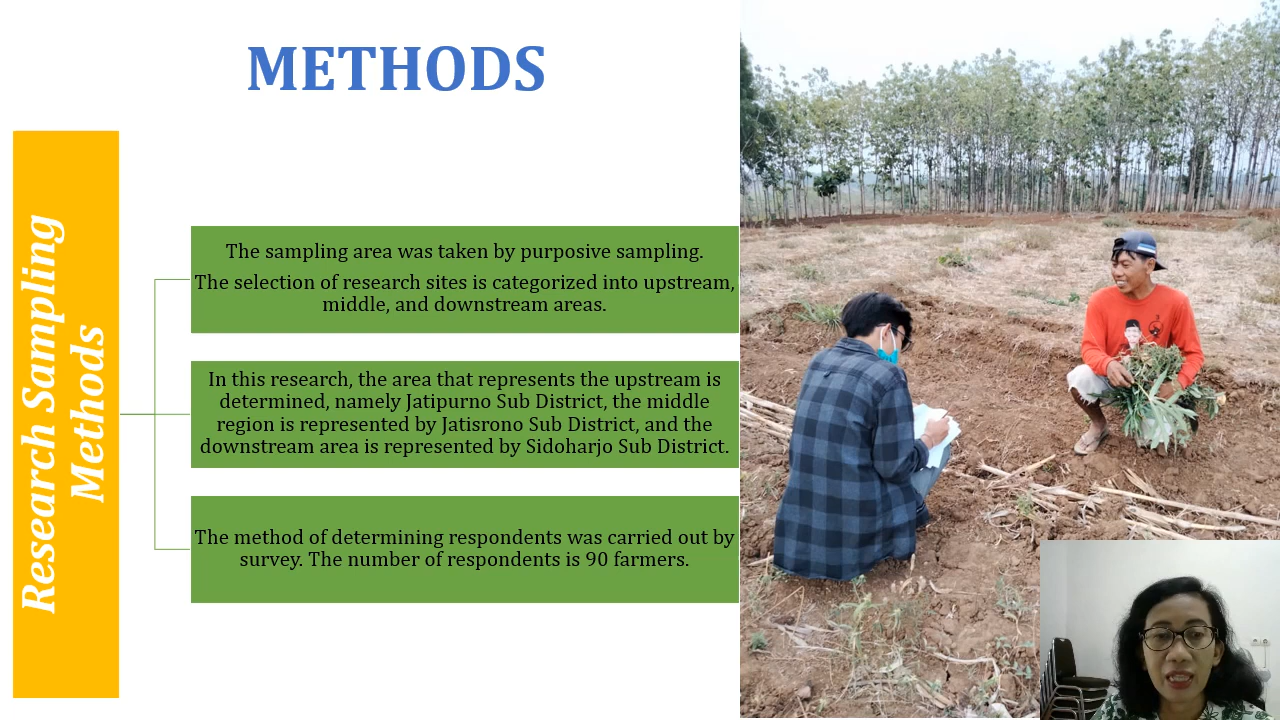 METHODS
Research Sampling
Methods
The sampling area was taken by purposive sampling.
The selection of research sites is categorized into upstream,
middle, and downstream areas.
In this research, the area that represents the upstream is
determined, namely Jatipurno Sub District, the middle
region is represented by Jatisrono Sub District, and the
downstream area is represented by Sidoharjo Sub District.
The method of determining respondents was carried out by
survey. The number of respondents is 90 farmers.